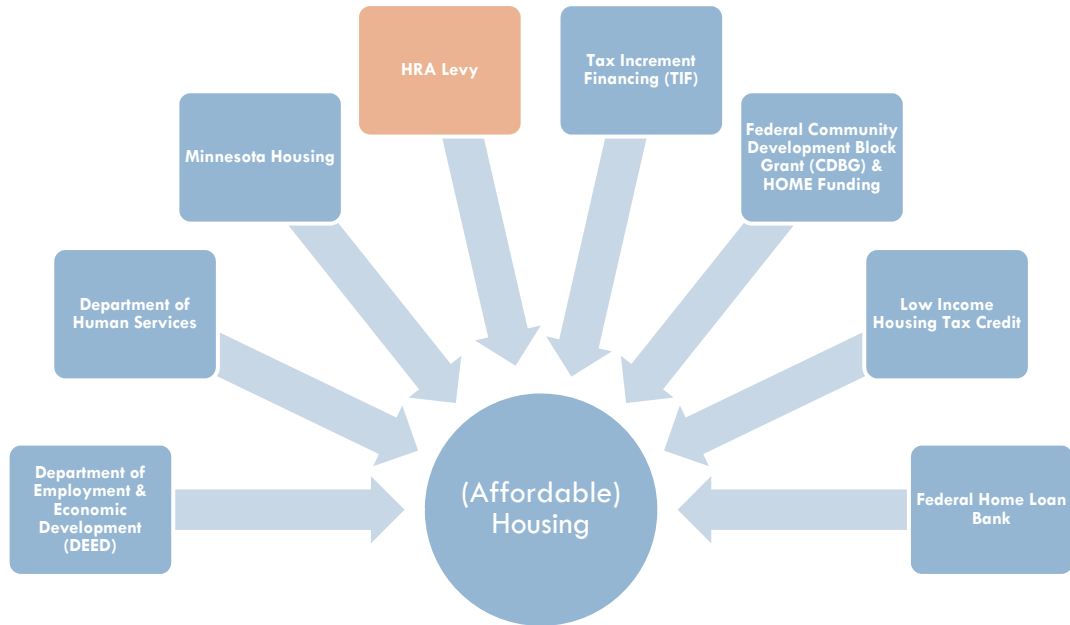 HRA Levy
Tax Increment
Financing (TIF)
Minnesota Housing
Federal Community
Development Block
Grant (CDBG) &
HOME Funding
Department of
Human Services
Low Income
Housing Tax Credit
Department of
Employment &
Economic
Development
(DEED)
(Affordable)
Housing
Federal Home Loan
Bank